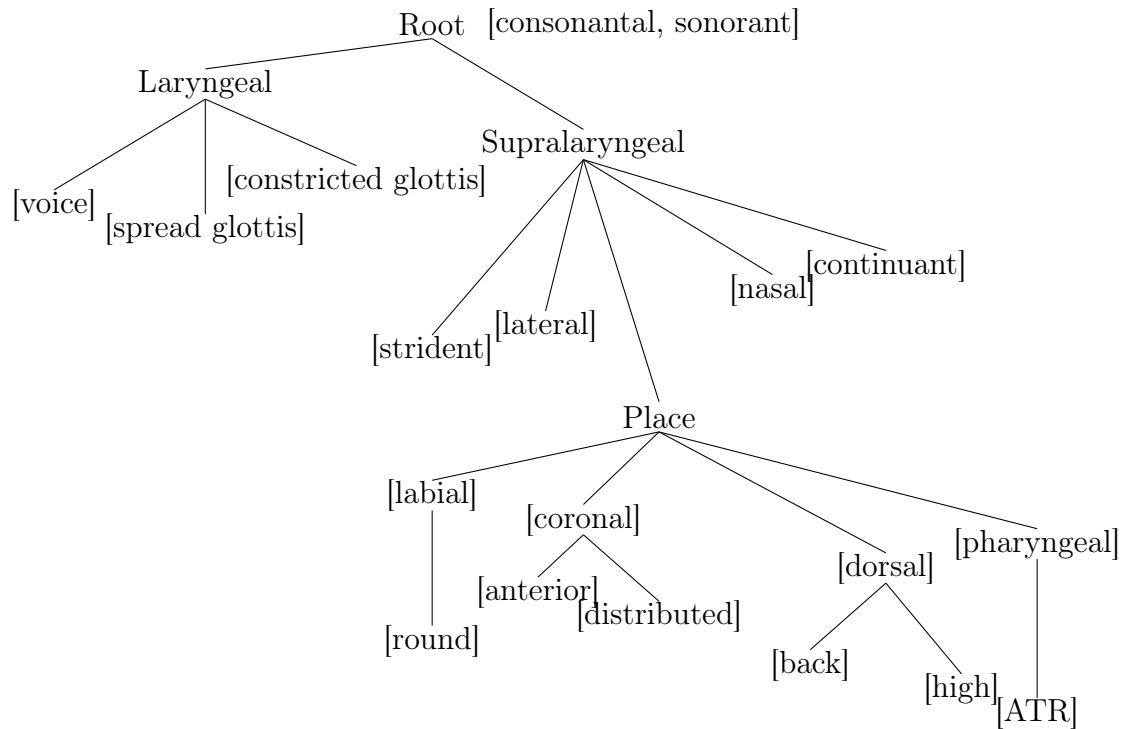 Root [consonantal, sonorant]
Laryngeal
Supralaryngeal
[constricted glottis]
[voice]
[spread glottis]
[continuant]
[nasal]
[lateral]
[strident]
Place
[labial]
[coronal]
[pharyngeal]
[dorsal]
[anterior]
[distributed]
[round]
[back]
[high]
[ATR]